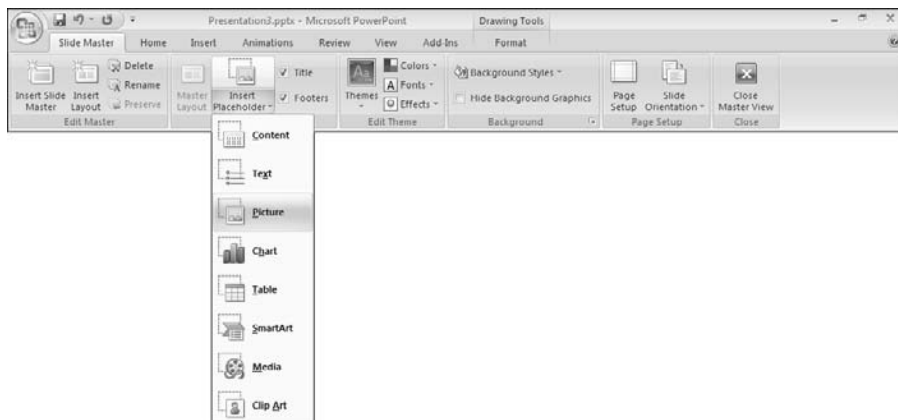 Presentation3.pptx - Microsoft PowerPoint
Drawing Tools
Slide Master Home Insert Animations Review View Add-Ins Format
Insert Slide Master
Insert Layout
Delete
Rename
Preserve
Edit Master
Master Layout
Insert Placeholder
Title
Footers
Themes
Colors
Fonts
Effects
Edit Theme
Background Styles
Hide Background Graphics
Background
Page Setup
Slide Orientation
Page Setup
Close Master View
Close
Content
Text
Picture
Chart
Table
SmartArt
Media
Clip Art